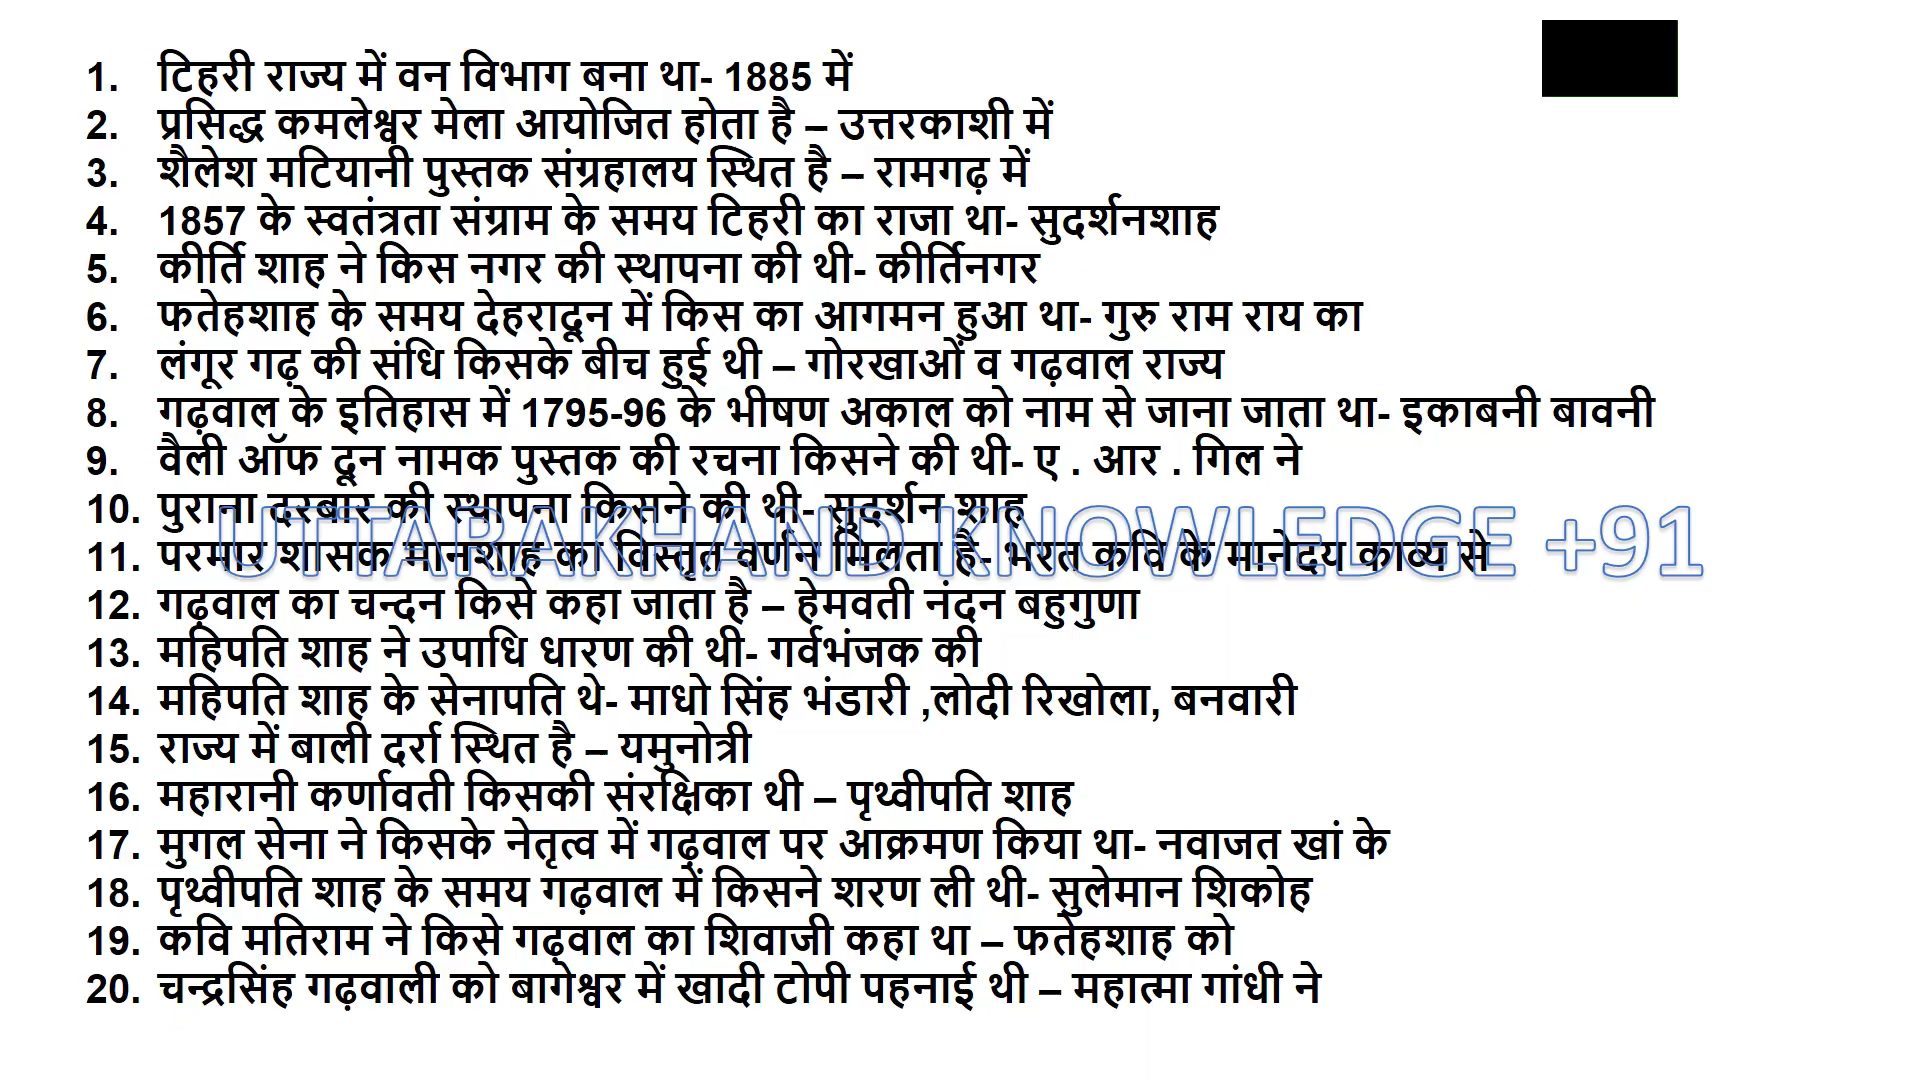 1. टिहरी राज्य में वन विभाग बना था- 1885 में
2. प्रसिद्ध कमलेश्वर मेला आयोजित होता है – उत्तरकाशी में
3. शैलेश मटियानी पुस्तक संग्रहालय स्थित है – रामगढ़ में
4. 1857 के स्वतंत्रता संग्राम के समय टिहरी का राजा था- सुदर्शनशाह
5. कीर्ति शाह ने किस नगर की स्थापना की थी- कीर्तिनगर
6. फतेहशाह के समय देहरादून में किस का आगमन हुआ था- गुरु राम राय का
7. लंगूर गढ़ की संधि किसके बीच हुई थी – गोरखाओं व गढ़वाल राज्य
8. गढ़वाल के इतिहास में 1795-96 के भीषण अकाल को नाम से जाना जाता था- इकाबनी बावनी
9. वैली ऑफ दून नामक पुस्तक की रचना किसने की थी- ए . आर . गिल ने
10. पुराना दरबार की स्थापना किसने की थी- सुदर्शन शाह
UTTARAKHAND KNOWLEDGE +91
11. परमार शासक मानशाह का विस्तृत वर्णन मिलता है- भरत कवि के मानेदय काव्य से
12. गढ़वाल का चन्दन किसे कहा जाता है – हेमवती नंदन बहुगुणा
13. महिपति शाह ने उपाधि धारण की थी- गर्वभंजक की
14. महिपति शाह के सेनापति थे- माधो सिंह भंडारी ,लोदी रिखोला, बनवारी
15. राज्य में बाली दर्रा स्थित है – यमुनोत्री
16. महारानी कर्णावती किसकी संरक्षिका थी – पृथ्वीपति शाह
17. मुगल सेना ने किसके नेतृत्व में गढ़वाल पर आक्रमण किया था- नवाजत खां के
18. पृथ्वीपति शाह के समय गढ़वाल में किसने शरण ली थी- सुलेमान शिकोह
19. कवि मतिराम ने किसे गढ़वाल का शिवाजी कहा था – फतेहशाह को
20. चन्द्रसिंह गढ़वाली को बागेश्वर में खादी टोपी पहनाई थी – महात्मा गांधी ने